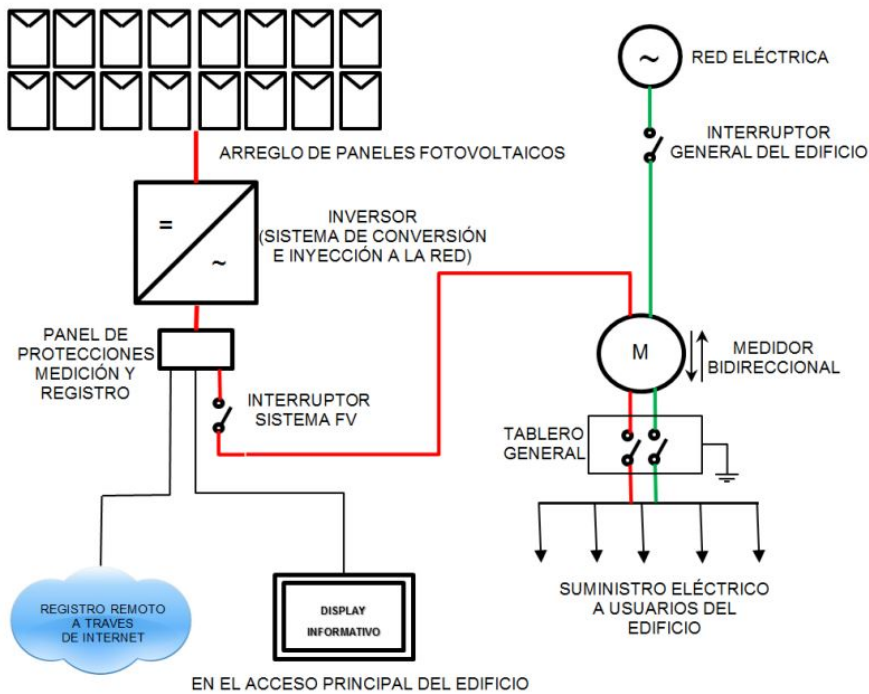 RED ELÉCTRICA
INTERRUPTOR
GENERAL DEL EDIFICIO
ARREGLO DE PANELES FOTOVOLTAICOS
=
~
INVERSOR
(SISTEMA DE CONVERSIÓN
E INYECCIÓN A LA RED)
~
PANEL DE
PROTECCIONES
MEDICIÓN Y
REGISTRO
M
MEDIDOR
BIDIRECCIONAL
INTERRUPTOR
SISTEMA FV
TABLERO
GENERAL
SUMINISTRO ELÉCTRICO
A USUARIOS DEL
EDIFICIO
REGISTRO REMOTO
A TRAVES
DE INTERNET
DISPLAY
INFORMATIVO
EN EL ACCESO PRINCIPAL DEL EDIFICIO